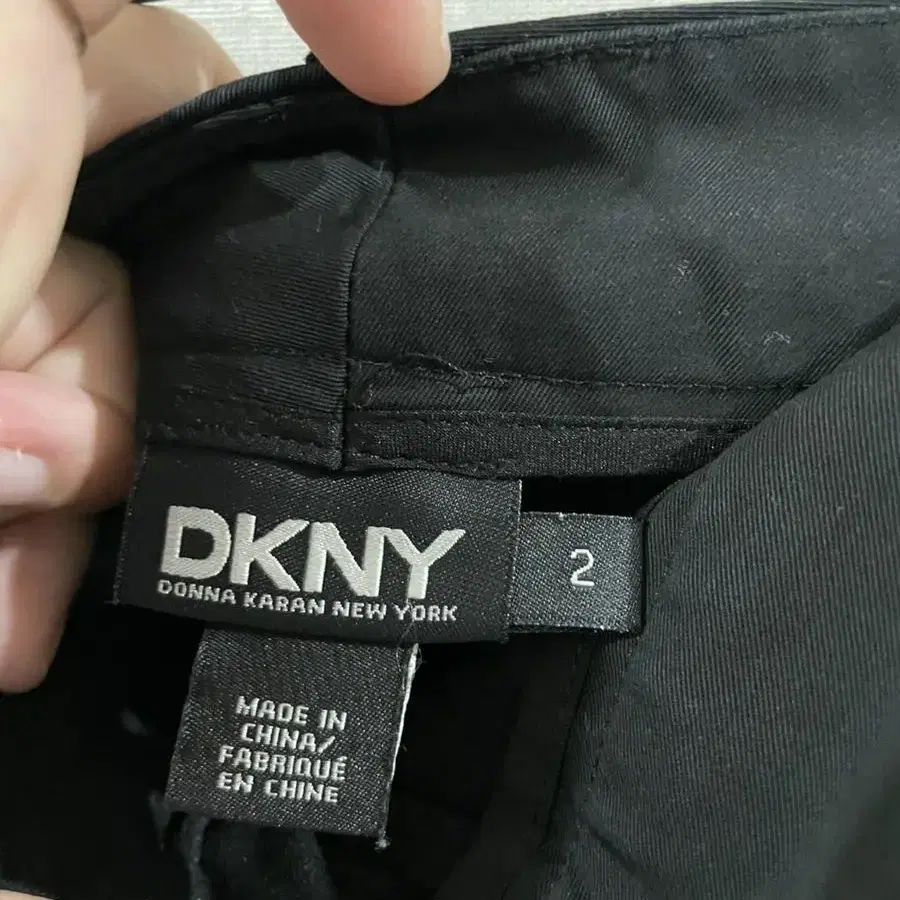 DKNY
DONNA KARAN NEW YORK
2
MADE IN
CHINA/
FABRIQUÉ
EN CHINE